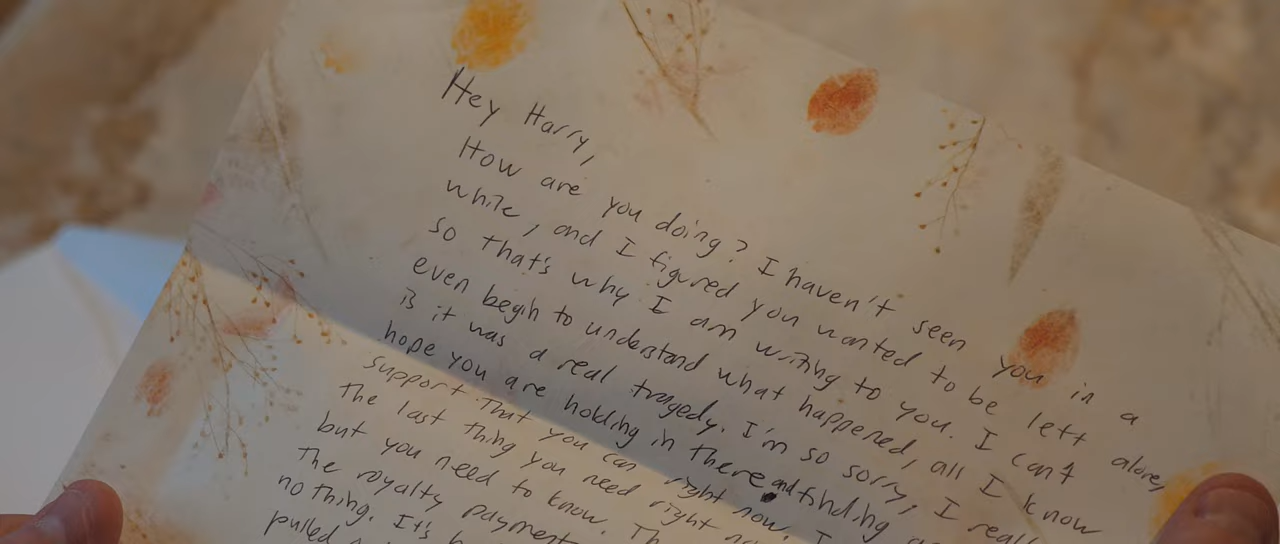 Hey Harry,
How are you doing? I haven't seen you in a
while, and I figured you wanted to be left alone,
so that's why I am writing to you. I can't
even begin to understand what happened, all I know
is it was a real tragedy. I'm so sorry, I really
hope you are holding in there and finding
support that you can right now. I
The last thing you need right
but you need to know. Th
the royalty payment
nothing. It's
pulled